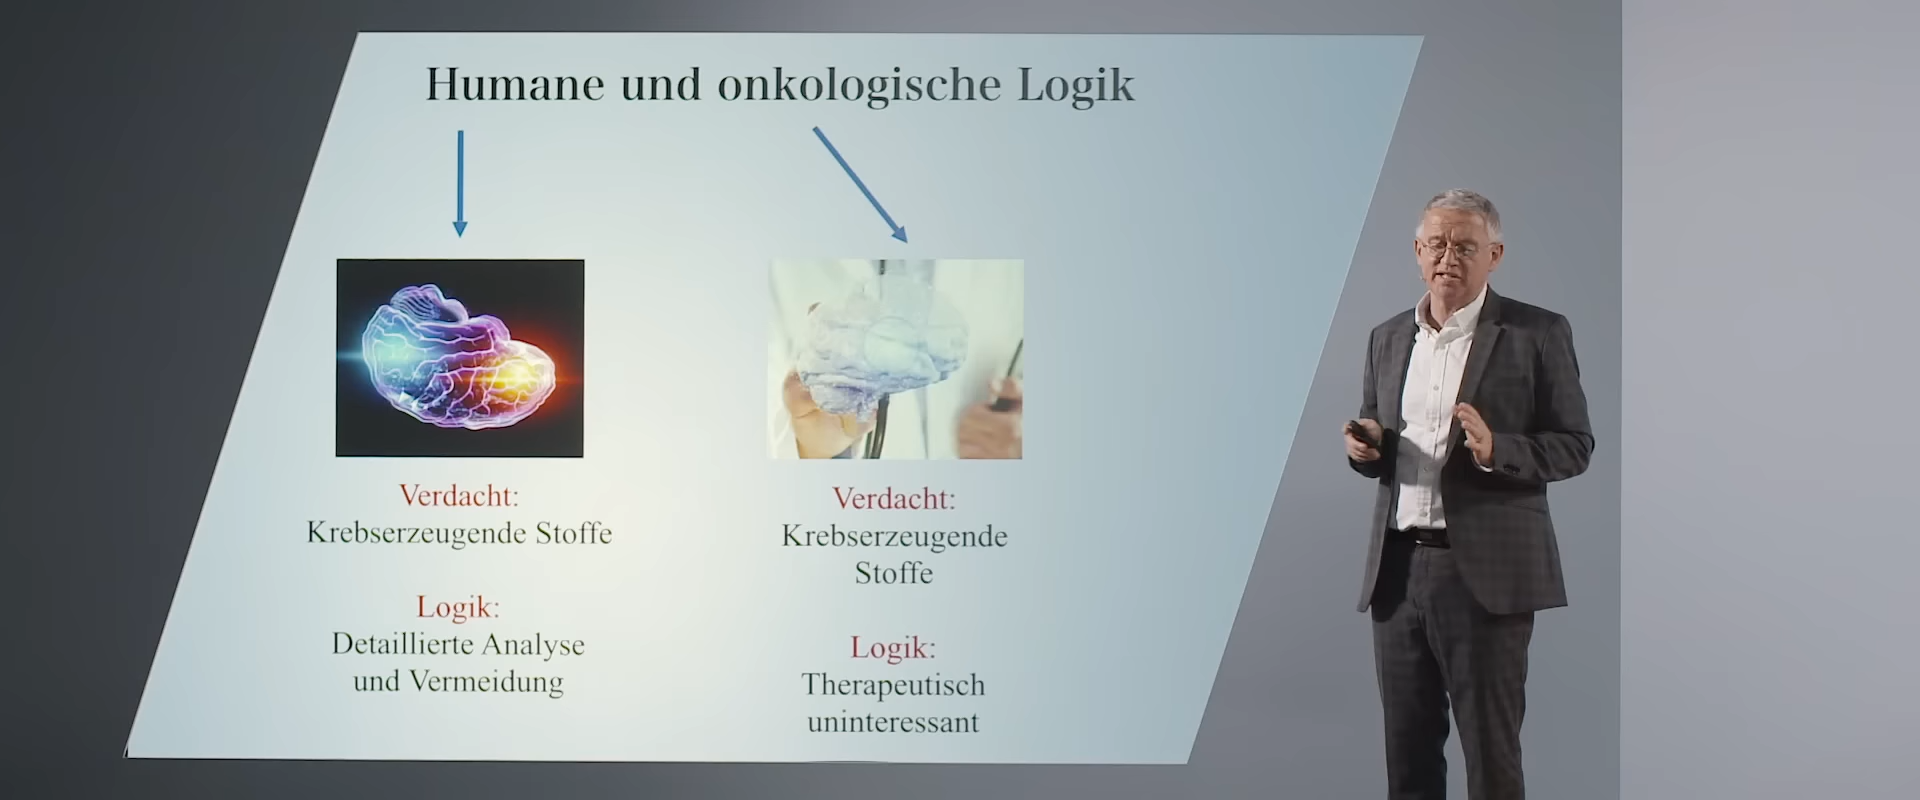 Humane und onkologische Logik
Verdacht:
Krebserzeugende Stoffe
Logik:
Detaillierte Analyse
und Vermeidung
Verdacht:
Krebserzeugende
Stoffe
Logik:
Therapeutisch
uninteressant